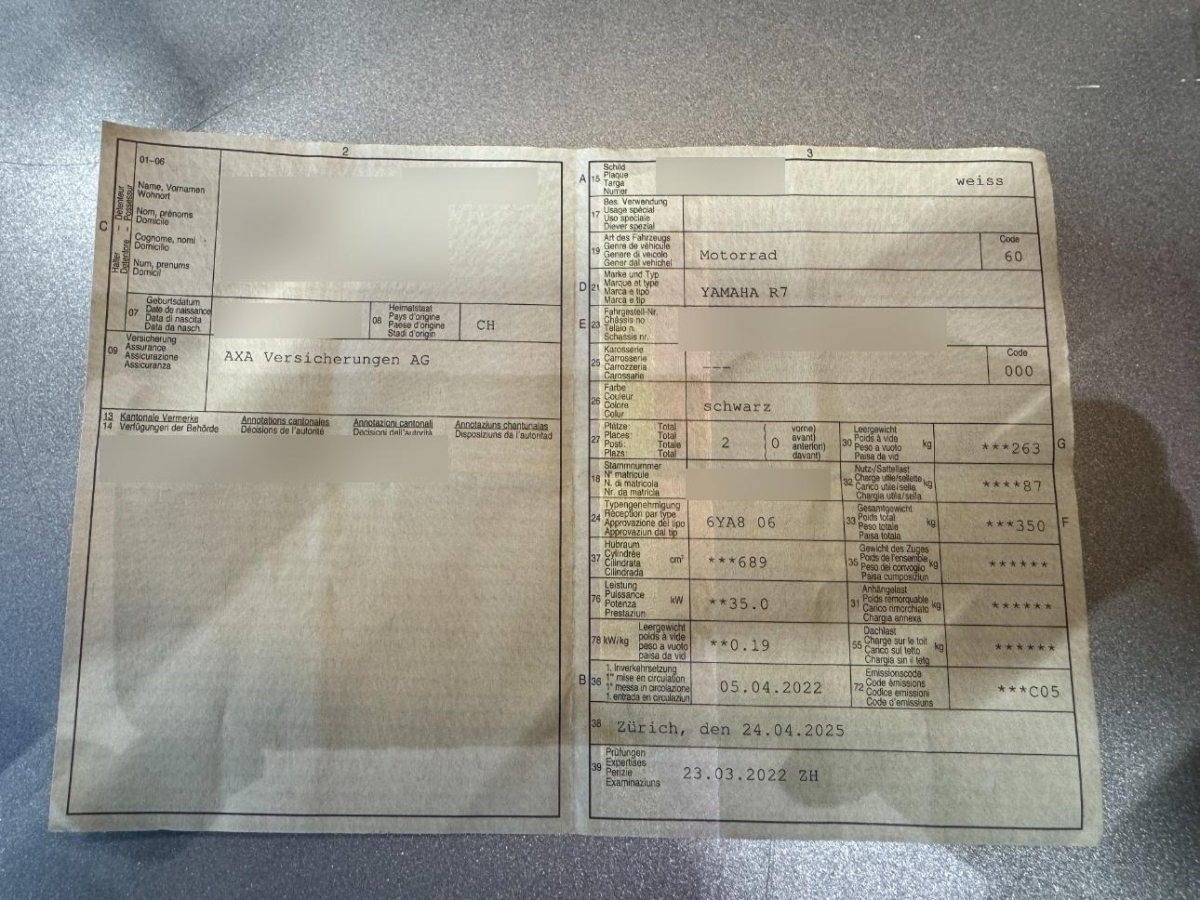 2
01–06
Name, Vornamen
Wohnort
Nom, prénoms
Domicile
Cognome, nomi
Domicilio
Num, prenums
Domicil
C
Halter – Détenteur
Detentore – Possessur
07
Geburtsdatum
Date de naissance
Data di nascita
Data da nasch.
08
Heimatstaat
Pays d'origine
Paese d'origine
Stadi d'origin
CH
09
Versicherung
Assurance
Assicurazione
Assicuranza
AXA Versicherungen AG
13 Kantonale Vermerke
14 Verfügungen der Behörde
Annotations cantonales
Décisions de l'autorité
Annotazioni cantonali
Decisioni dell'autorità
Annotaziuns chantunalas
Disposiziuns da l'autoritad
3
A 15
Schild
Plaque
Targa
Numer
weiss
17
Bes. Verwendung
Usage spécial
Uso speciale
Diever spezial
19
Art des Fahrzeugs
Genre de véhicule
Genere di veicolo
Gener dal vehichel
Motorrad
Code
60
D 21
Marke und Typ
Marque et type
Marca e tipo
Marca e tip
YAMAHA R7
E 23
Fahrgestell-Nr.
Châssis no
Telaio n.
Schassis nr.
25
Karosserie
Carrosserie
Carrozzeria
Carossaria
---
Code
000
26
Farbe
Couleur
Colore
Colur
schwarz
27
Plätze: Total
Places: Total
Posti: Totale
Plazs: Total
2
0
vorne)
avant)
anteriori)
davant)
30
Leergewicht
Poids à vide
Peso a vuoto
Paisa da vid
kg
***263
G
18
Stammnummer
N° matricule
N. di matricola
Nr. da matricla
32
Nutz-/Sattellast
Charge utile/sellette
Carico utile/sella
Chargia utila/sella
kg
****87
24
Typengenehmigung
Réception par type
Approvazione del tipo
Approvaziun dal tip
6YA8 06
33
Gesamtgewicht
Poids total
Peso totale
Paisa totala
kg
***350
F
37
Hubraum
Cylindrée
Cilindrata
Cilindrada
cm³
***689
35
Gewicht des Zuges
Poids de l'ensemble
Peso del convoglio
Paisa cumposiziun
kg
******
76
Leistung
Puissance
Potenza
Prestaziun
kW
**35.0
31
Anhängelast
Poids remorquable
Carico rimorchiato
Chargia annexa
kg
******
78 kW/kg
Leergewicht
poids à vide
peso a vuoto
paisa da vid
**0.19
55
Dachlast
Charge sur le toit
Carico sul tetto
Chargia sin il tetg
kg
******
B 36
1. Inverkehrsetzung
1re mise en circulation
1a messa in circolazione
1. entrada en circulaziun
05.04.2022
72
Emissionscode
Code émissions
Codice emissioni
Code d'emissiuns
***C05
38
Zürich, den 24.04.2025
39
Prüfungen
Expertises
Perizie
Examinaziuns
23.03.2022 ZH